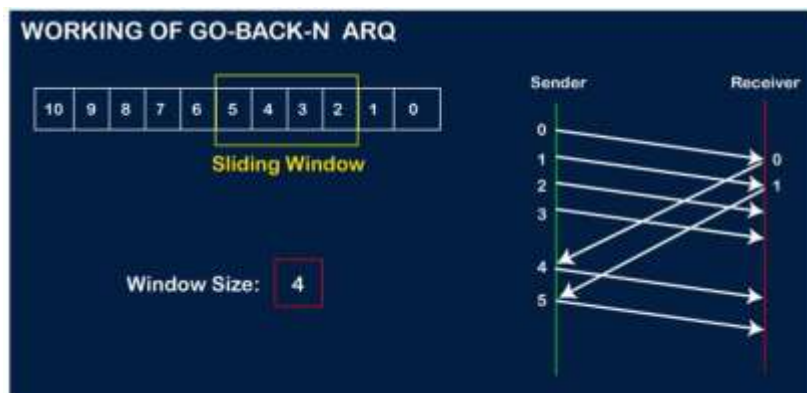 WORKING OF GO-BACK-N ARQ
10 9 8 7 6 5 4 3 2 1 0
Sliding Window
Window Size: 4
Sender Receiver
0
1
2
3
4
5
0
1